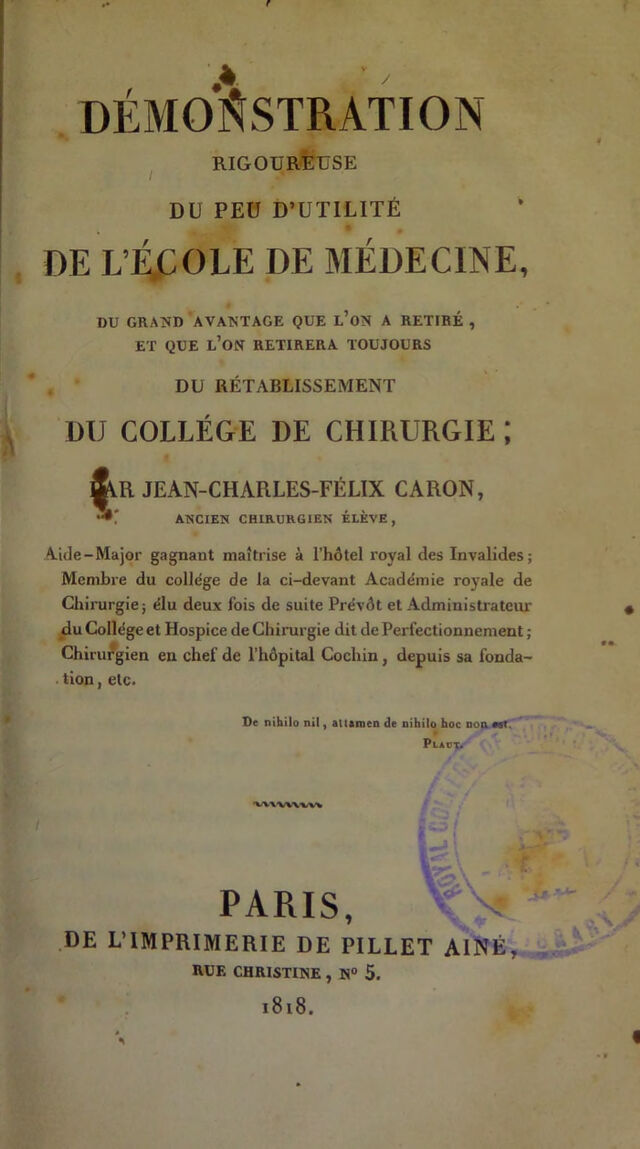 DÉMONSTRATION
RIGOUREUSE
DU PEU D'UTILITÉ
DE L'ÉCOLE DE MÉDECINE,
DU GRAND AVANTAGE QUE L'ON A RETIRÉ ,
ET QUE L'ON RETIRERA TOUJOURS
DU RÉTABLISSEMENT
DU COLLÉGE DE CHIRURGIE ;
PAR JEAN-CHARLES-FÉLIX CARON,
ANCIEN CHIRURGIEN ÉLÈVE,
Aide-Major gagnant maîtrise à l'hôtel royal des Invalides ;
Membre du collége de la ci-devant Académie royale de
Chirurgie ; élu deux fois de suite Prévôt et Administrateur
du Collége et Hospice de Chirurgie dit de Perfectionnement ;
Chirurgien en chef de l'hôpital Cochin, depuis sa fonda-
tion, etc.
De nihilo nil, attamen de nihilo hoc non est.
PLAUT.
ROYAL COLLEGE OF
PARIS,
DE L'IMPRIMERIE DE PILLET AINÉ,
RUE CHRISTINE, N° 5.
1818.